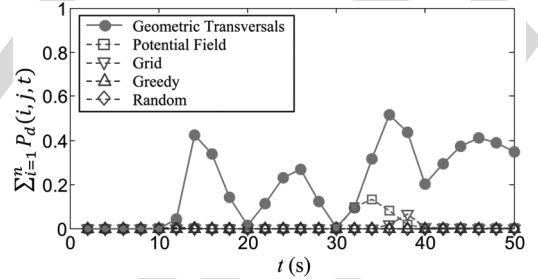 1
0.8
0.6
0.4
0.2
0
Geometric Transversals
Potential Field
Grid
Greedy
Random
∑ⁿᵢ₌₁ P_d(i, j, t)
0 10 20 30 40 50
t (s)